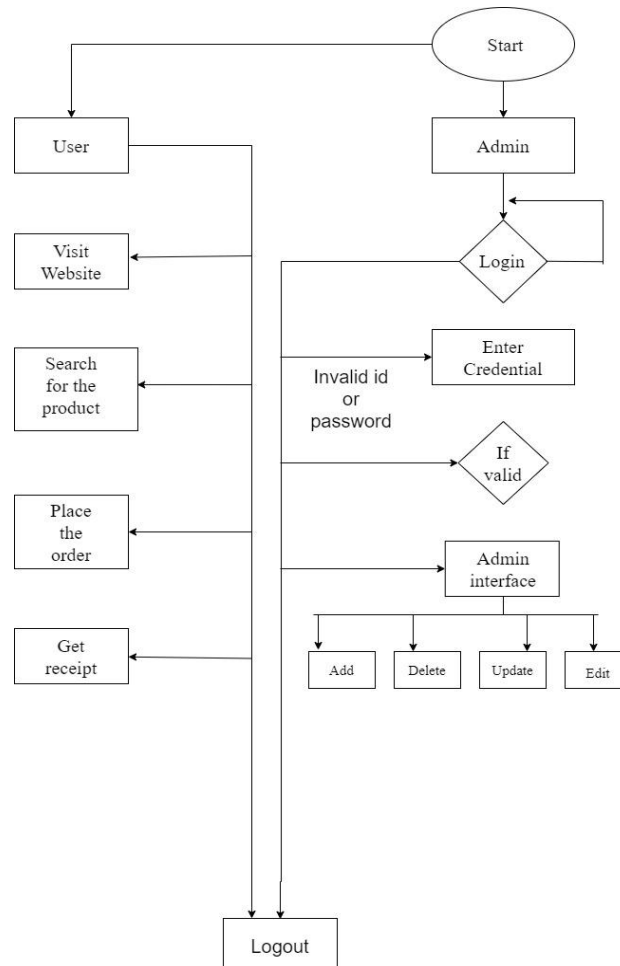 Start
User
Admin
Visit
Website
Login
Search
for the
product
Enter
Credential
Invalid id
or
password
If
valid
Place
the
order
Admin
interface
Get
receipt
Add
Delete
Update
Edit
Logout